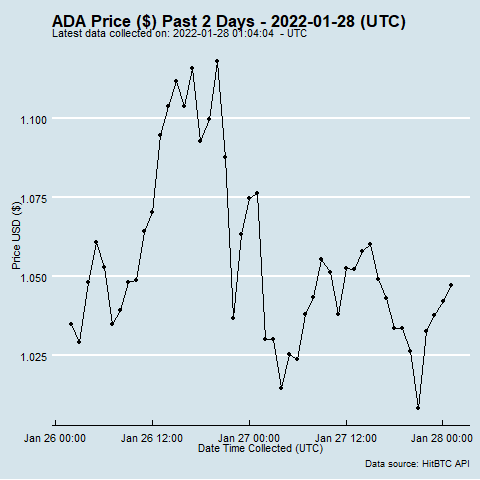 ADA Price ($) Past 2 Days - 2022-01-28 (UTC)
Latest data collected on: 2022-01-28 01:04:04  - UTC
1.100
1.075
1.050
1.025
Price USD ($)
Jan 26 00:00 Jan 26 12:00 Jan 27 00:00 Jan 27 12:00 Jan 28 00:00
Date Time Collected (UTC)
Data source: HitBTC API